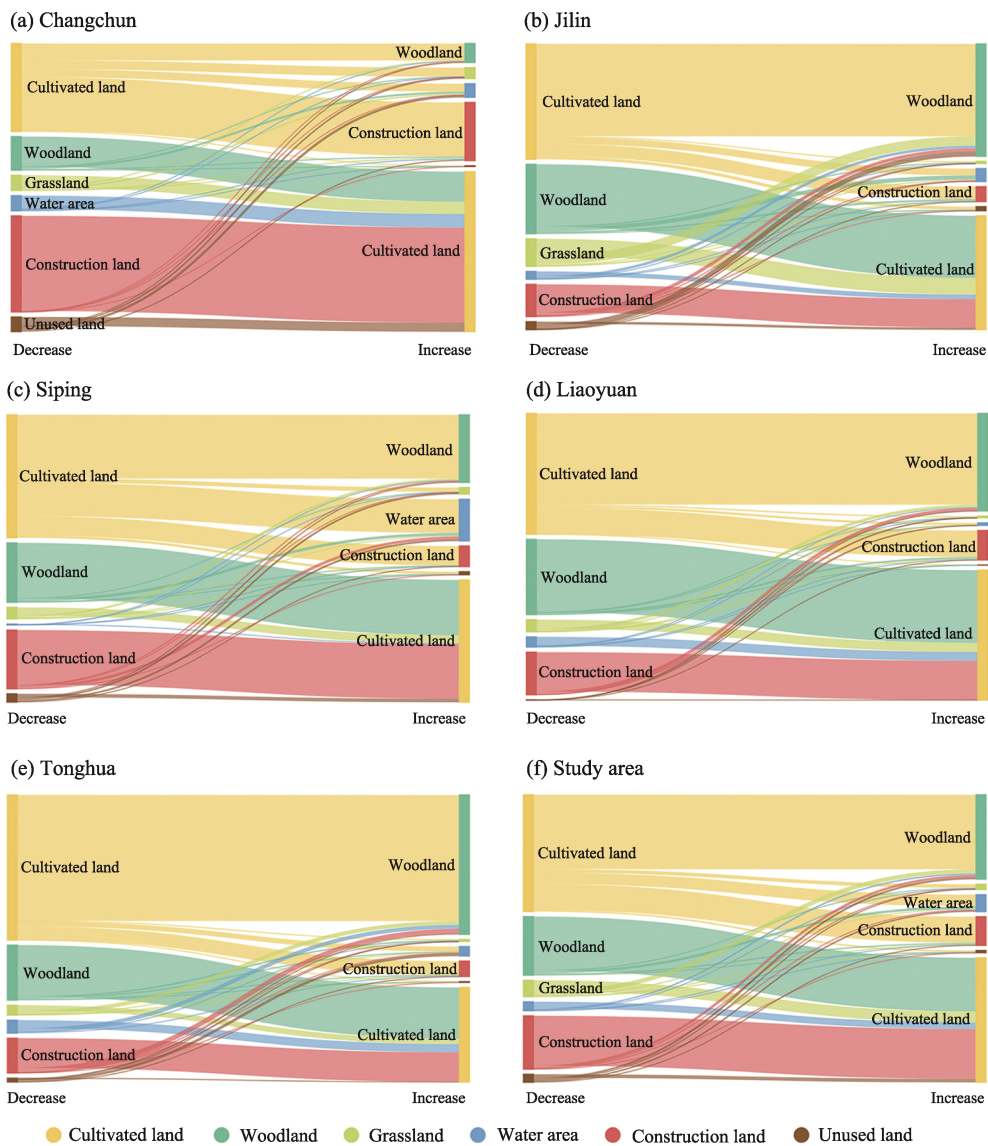 (a) Changchun
Cultivated land
Woodland
Grassland
Water area
Construction land
Unused land
Woodland
Construction land
Cultivated land
Decrease
Increase
(b) Jilin
Cultivated land
Woodland
Grassland
Construction land
Woodland
Construction land
Cultivated land
Decrease
Increase
(c) Siping
Cultivated land
Woodland
Construction land
Woodland
Water area
Construction land
Cultivated land
Decrease
Increase
(d) Liaoyuan
Cultivated land
Woodland
Construction land
Woodland
Construction land
Cultivated land
Decrease
Increase
(e) Tonghua
Cultivated land
Woodland
Construction land
Woodland
Construction land
Cultivated land
Decrease
Increase
(f) Study area
Cultivated land
Woodland
Grassland
Construction land
Woodland
Water area
Construction land
Cultivated land
Decrease
Increase
Cultivated land
Woodland
Grassland
Water area
Construction land
Unused land